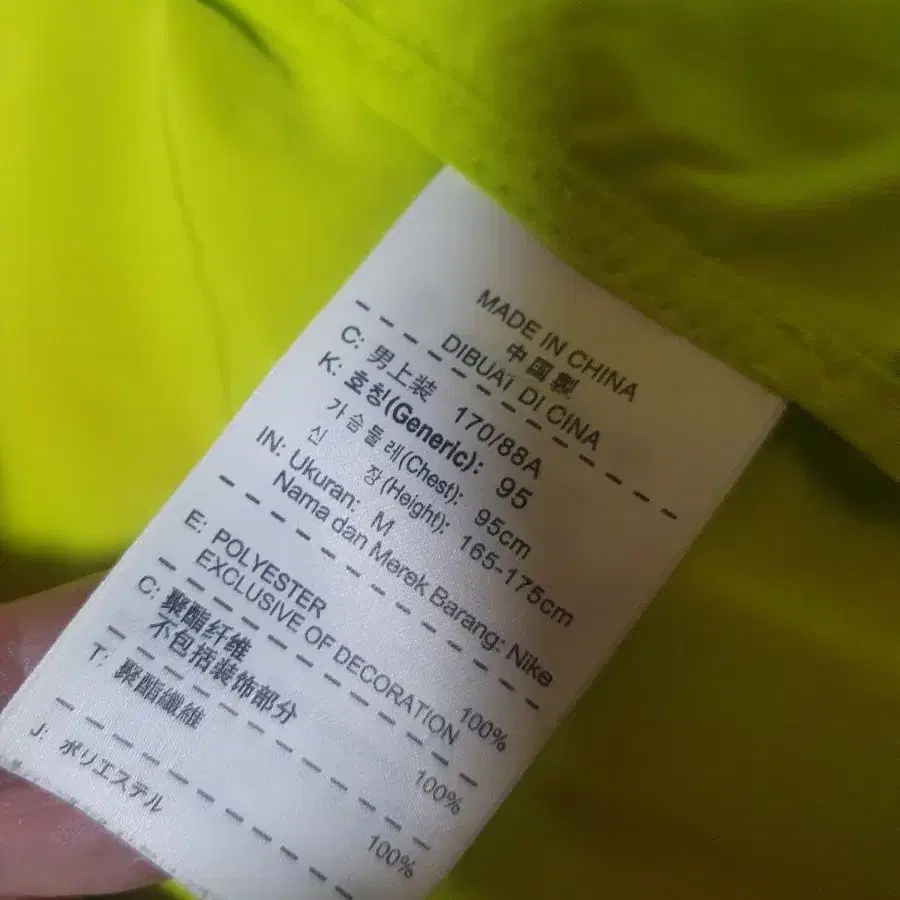 MADE IN CHINA
中国製
DIBUAT DI CINA
C: 男上装 170/88A
K: 호칭(Generic): 95
가슴둘레(Chest): 95cm
신 장(Height): 165-175cm
IN: Ukuran: M
Nama dan Merek Barang: Nike
E: POLYESTER 100%
EXCLUSIVE OF DECORATION
C: 聚酯纤维 100%
不包括装饰部分
T: 聚酯纖維 100%
J: ポリエステル